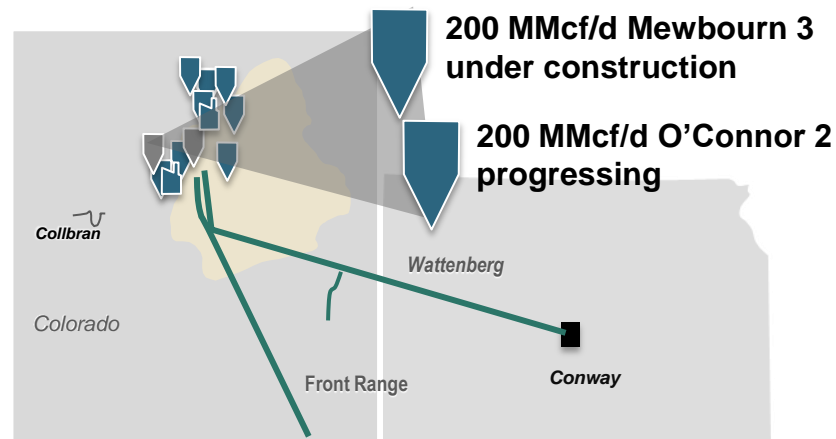 200 MMcf/d Mewbourn 3
under construction
200 MMcf/d O’Connor 2
progressing
Collbran
Wattenberg
Colorado
Front Range
Conway